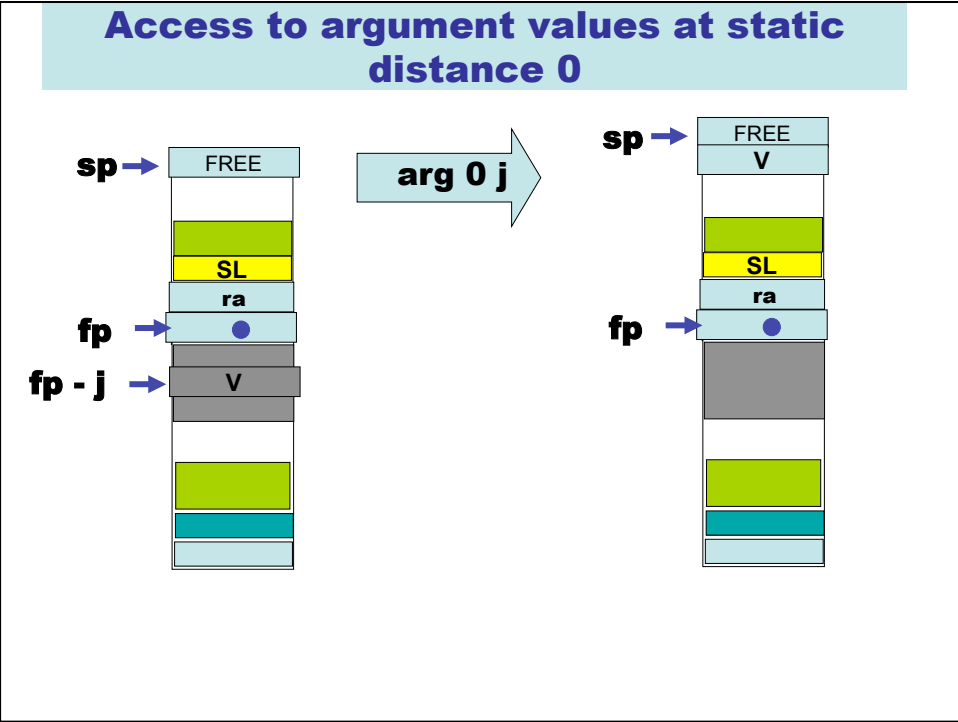 Access to argument values at static
distance 0
sp
FREE
arg 0 j
SL
ra
fp
fp - j
V
sp
FREE
V
SL
ra
fp